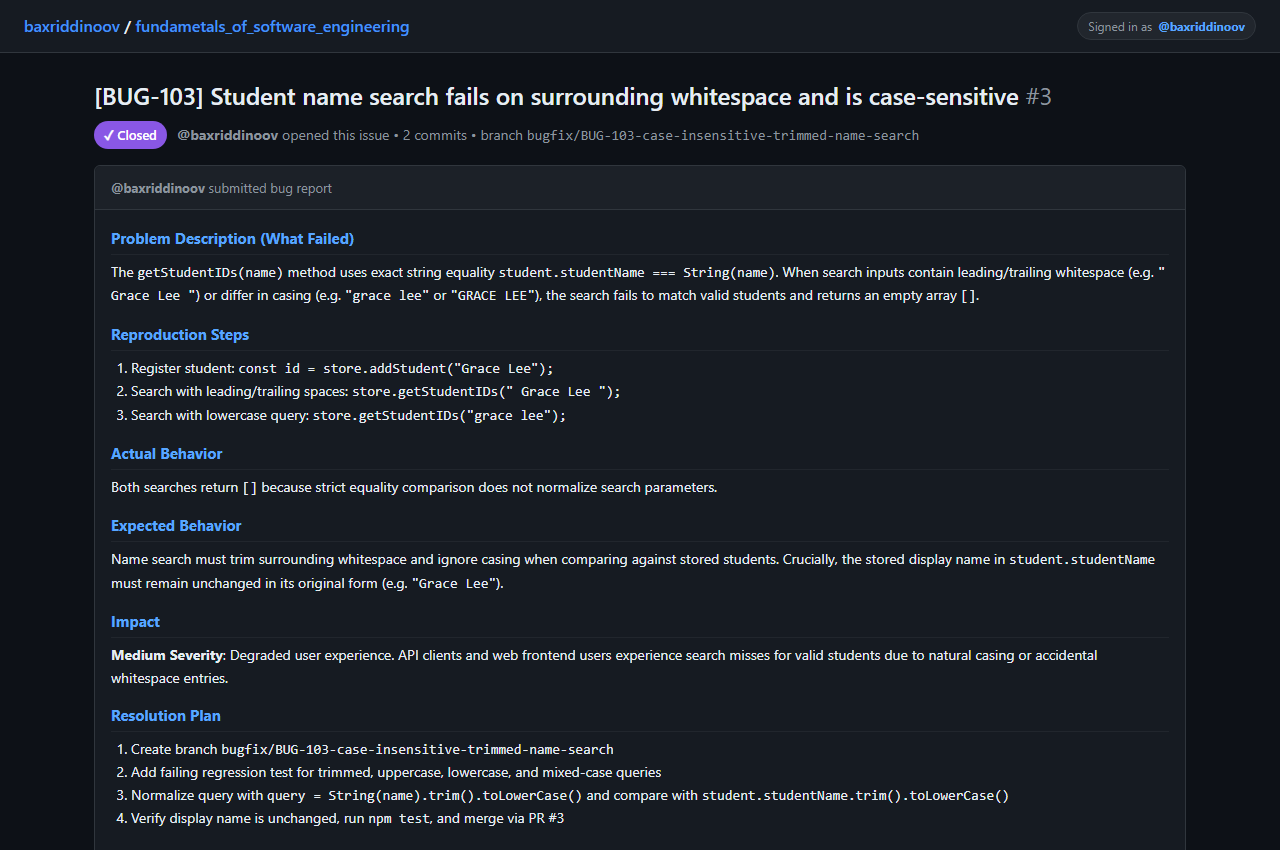 baxriddinoov / fundametals_of_software_engineering
Signed in as @baxriddinoov
[BUG-103] Student name search fails on surrounding whitespace and is case-sensitive #3
✓ Closed @baxriddinoov opened this issue • 2 commits • branch bugfix/BUG-103-case-insensitive-trimmed-name-search
@baxriddinoov submitted bug report
Problem Description (What Failed)
The getStudentIDs(name) method uses exact string equality student.studentName === String(name). When search inputs contain leading/trailing whitespace (e.g. "
Grace Lee ") or differ in casing (e.g. "grace lee" or "GRACE LEE"), the search fails to match valid students and returns an empty array [].
Reproduction Steps
1. Register student: const id = store.addStudent("Grace Lee");
2. Search with leading/trailing spaces: store.getStudentIDs(" Grace Lee ");
3. Search with lowercase query: store.getStudentIDs("grace lee");
Actual Behavior
Both searches return [] because strict equality comparison does not normalize search parameters.
Expected Behavior
Name search must trim surrounding whitespace and ignore casing when comparing against stored students. Crucially, the stored display name in student.studentName
must remain unchanged in its original form (e.g. "Grace Lee").
Impact
Medium Severity: Degraded user experience. API clients and web frontend users experience search misses for valid students due to natural casing or accidental
whitespace entries.
Resolution Plan
1. Create branch bugfix/BUG-103-case-insensitive-trimmed-name-search
2. Add failing regression test for trimmed, uppercase, lowercase, and mixed-case queries
3. Normalize query with query = String(name).trim().toLowerCase() and compare with student.studentName.trim().toLowerCase()
4. Verify display name is unchanged, run npm test, and merge via PR #3